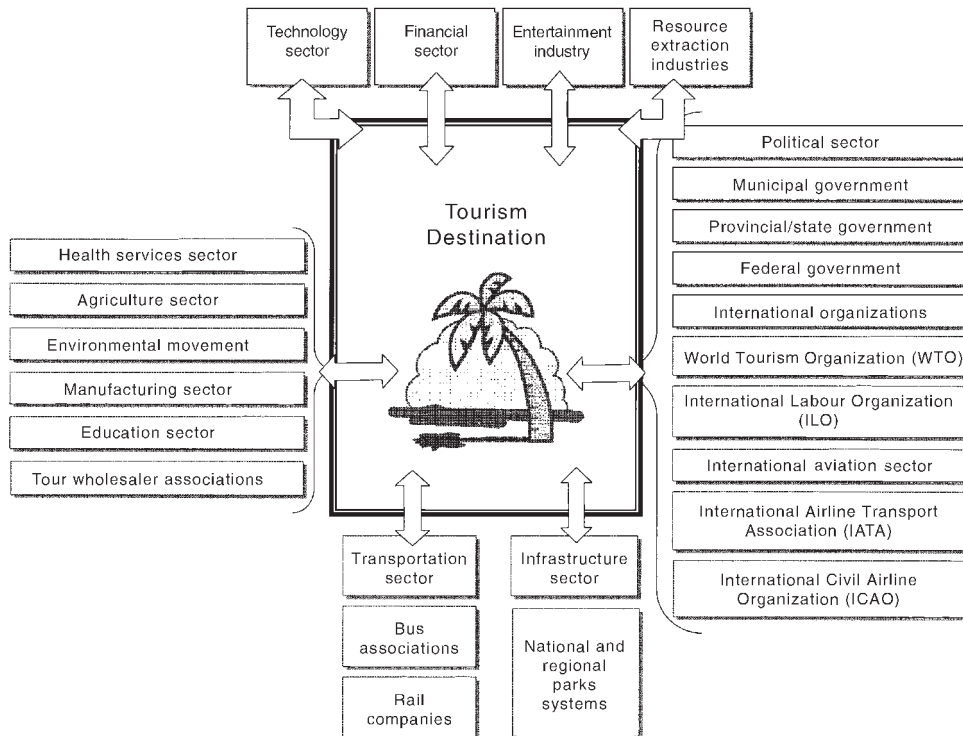 Technology
sector
Financial
sector
Entertainment
industry
Resource
extraction
industries
Tourism
Destination
Health services sector
Agriculture sector
Environmental movement
Manufacturing sector
Education sector
Tour wholesaler associations
Political sector
Municipal government
Provincial/state government
Federal government
International organizations
World Tourism Organization (WTO)
International Labour Organization
(ILO)
International aviation sector
International Airline Transport
Association (IATA)
International Civil Airline
Organization (ICAO)
Transportation
sector
Bus
associations
Rail
companies
Infrastructure
sector
National and
regional
parks
systems